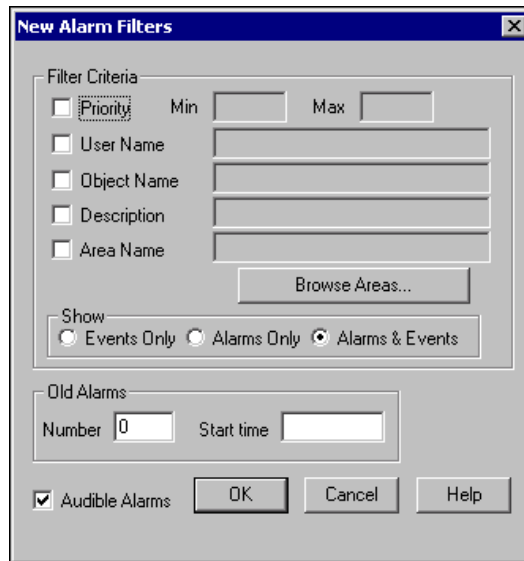 New Alarm Filters
Filter Criteria
Priority Min Max
User Name
Object Name
Description
Area Name
Browse Areas...
Show
Events Only Alarms Only Alarms & Events
Old Alarms
Number 0 Start time
Audible Alarms OK Cancel Help